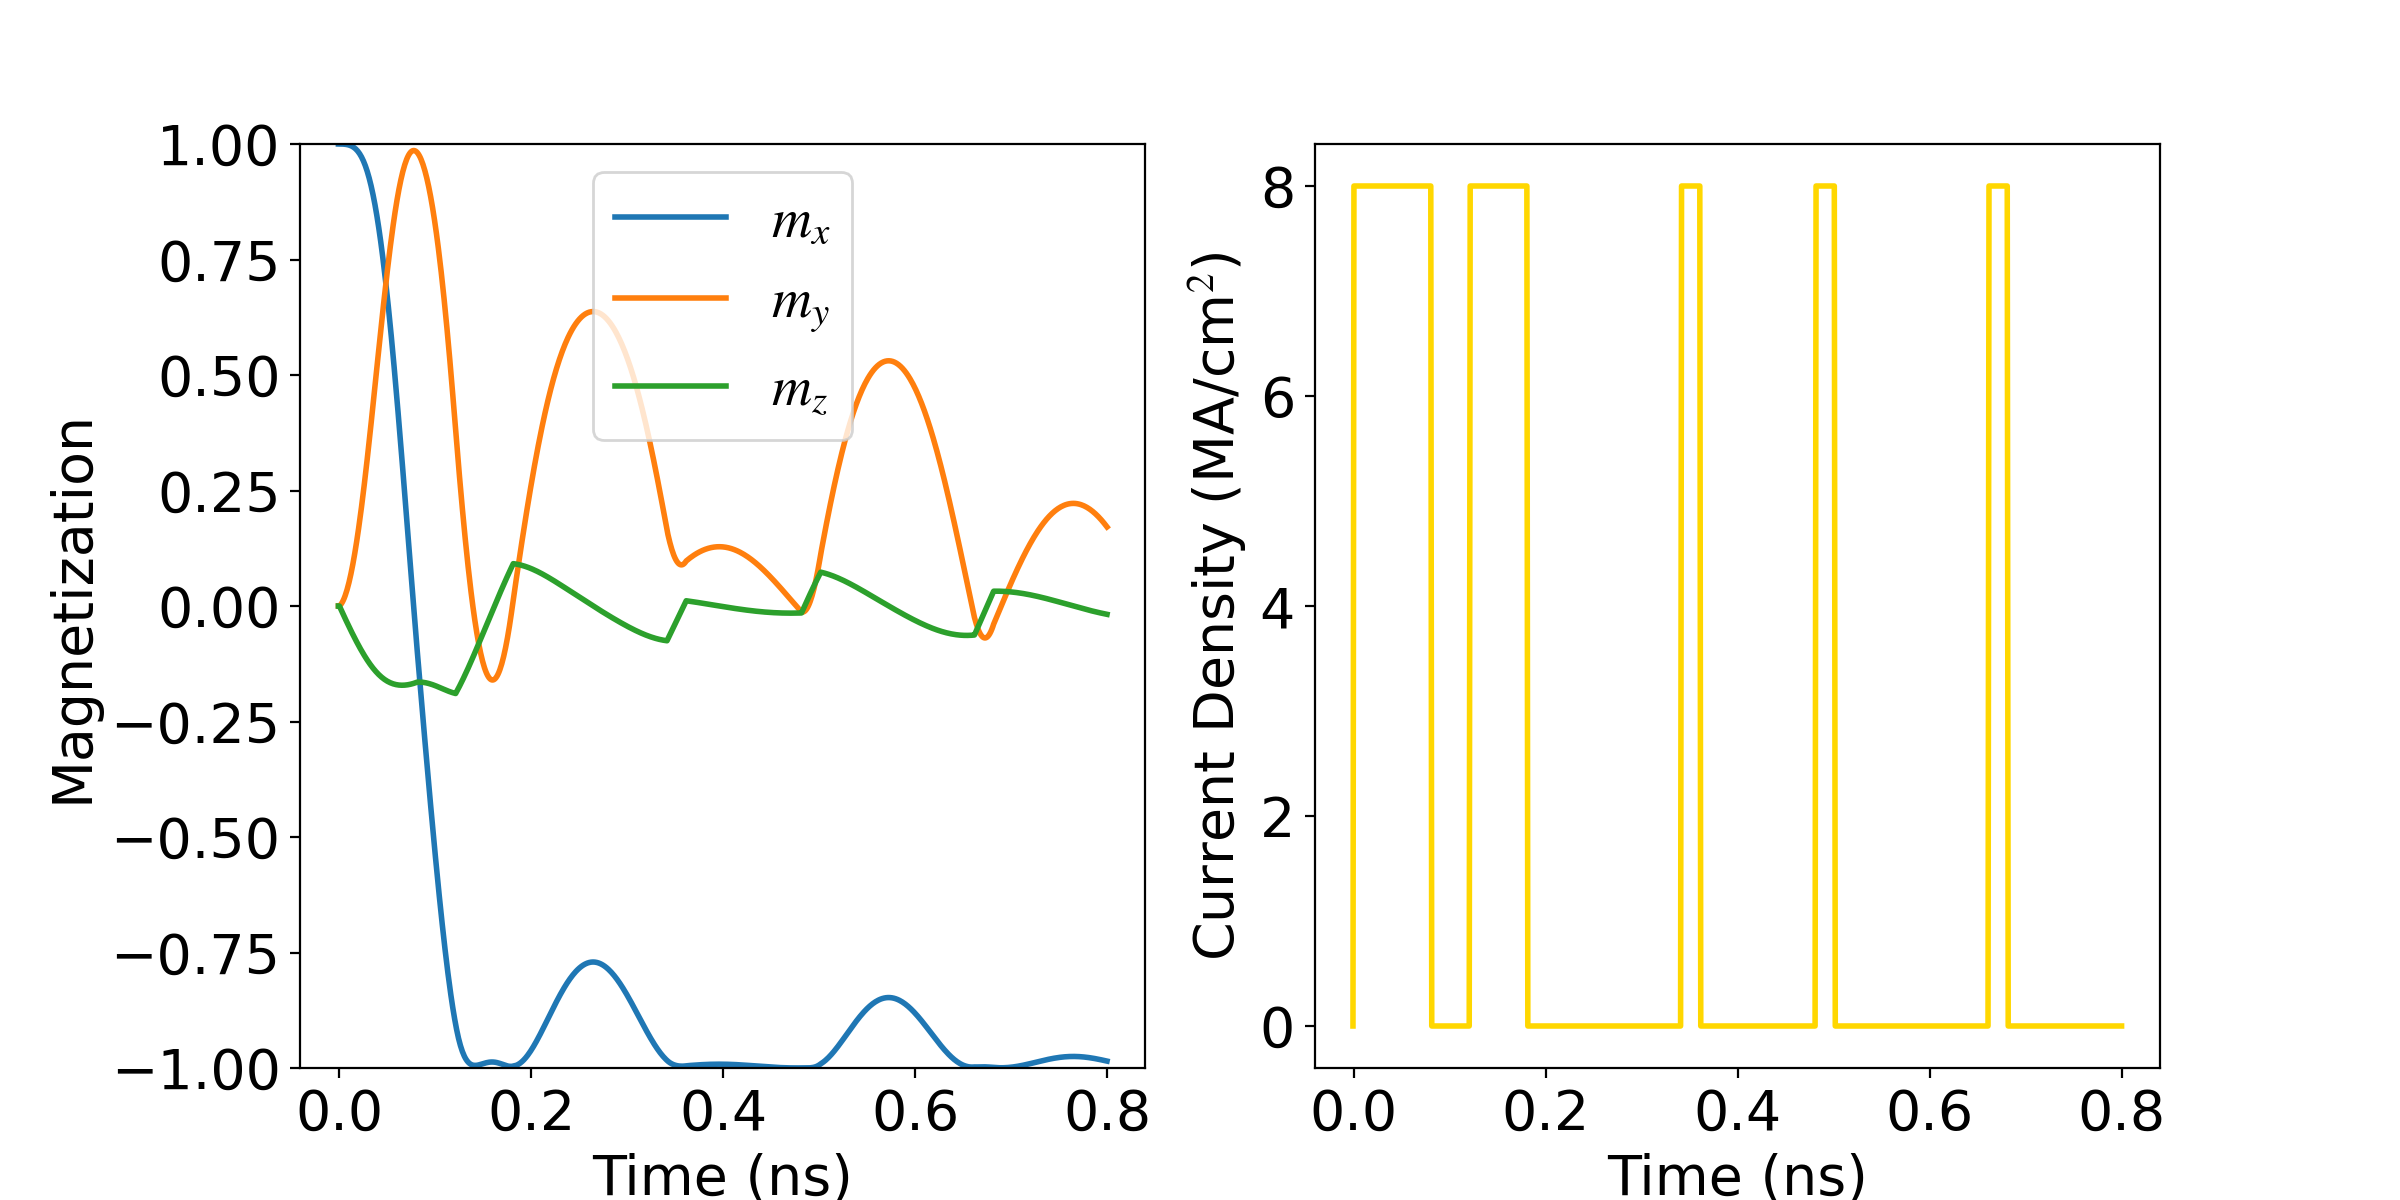 1.00
0.75
0.50
0.25
0.00
−0.25
−0.50
−0.75
−1.00
Magnetization
0.0 0.2 0.4 0.6 0.8
Time (ns)
m_x
m_y
m_z
8
6
4
2
0
Current Density (MA/cm²)
0.0 0.2 0.4 0.6 0.8
Time (ns)